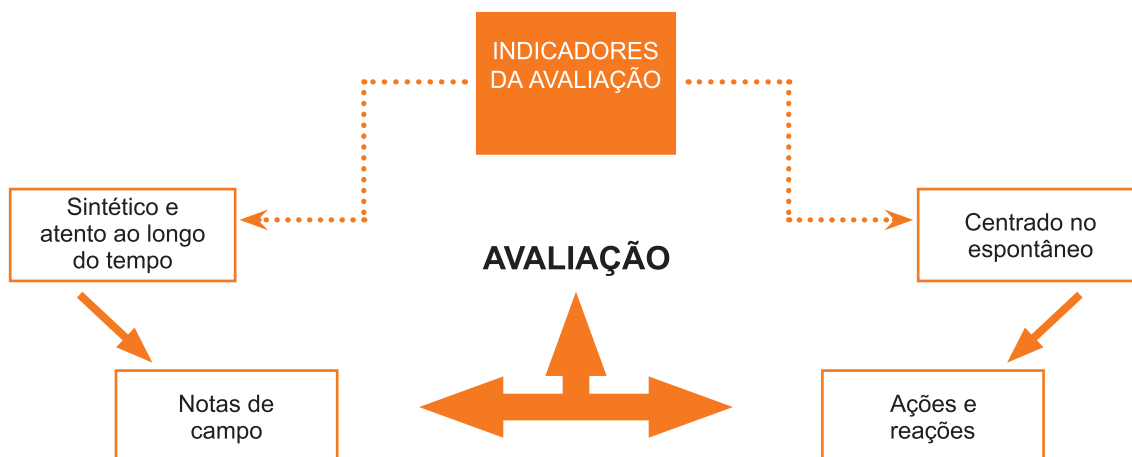 INDICADORES
DA AVALIAÇÃO
Sintético e
atento ao longo
do tempo
Centrado no
espontâneo
AVALIAÇÃO
Notas de
campo
Ações e
reações